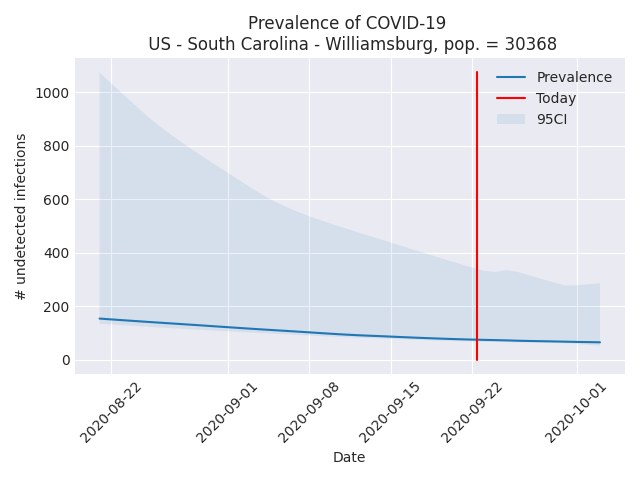 Prevalence of COVID-19
US - South Carolina - Williamsburg, pop. = 30368
Prevalence
Today
95CI
1000
800
600
400
200
0
# undetected infections
2020-08-22
2020-09-01
2020-09-08
2020-09-15
2020-09-22
2020-10-01
Date